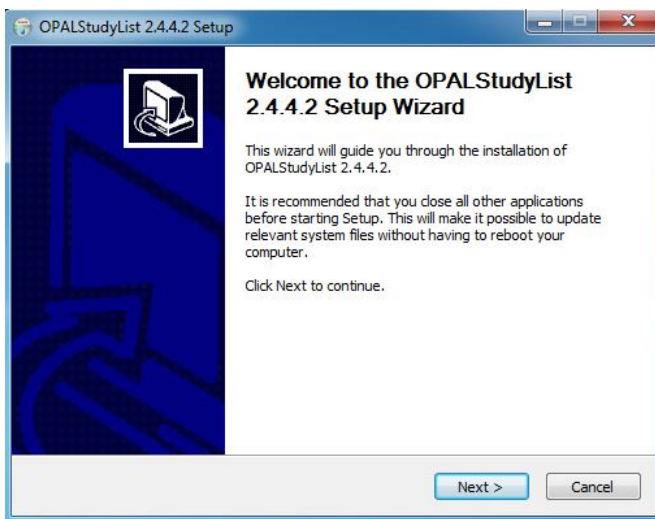 OPALStudyList 2.4.4.2 Setup
Welcome to the OPALStudyList
2.4.4.2 Setup Wizard
This wizard will guide you through the installation of
OPALStudyList 2.4.4.2.
It is recommended that you close all other applications
before starting Setup. This will make it possible to update
relevant system files without having to reboot your
computer.
Click Next to continue.
Next >
Cancel